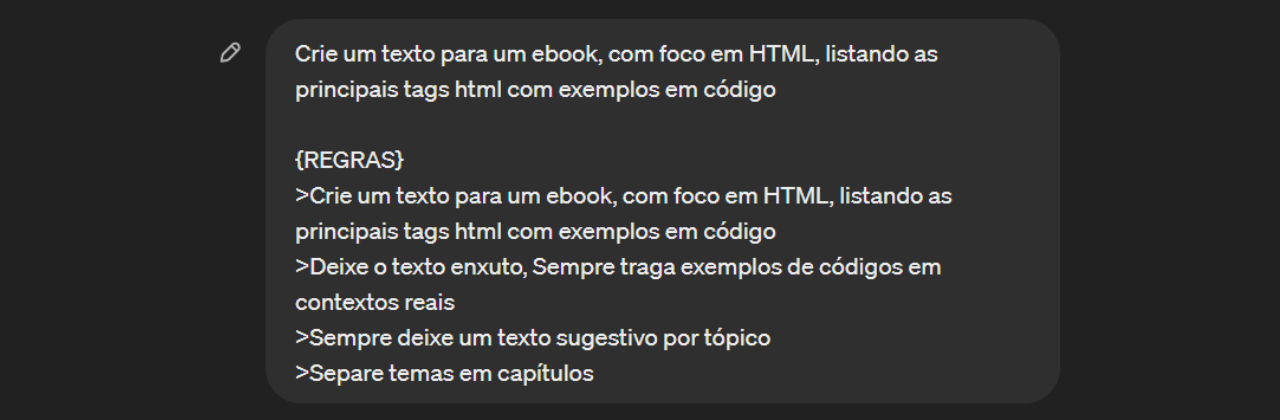 Crie um texto para um ebook, com foco em HTML, listando as
principais tags html com exemplos em código
{REGRAS}
>Crie um texto para um ebook, com foco em HTML, listando as
principais tags html com exemplos em código
>Deixe o texto enxuto, Sempre traga exemplos de códigos em
contextos reais
>Sempre deixe um texto sugestivo por tópico
>Separe temas em capítulos